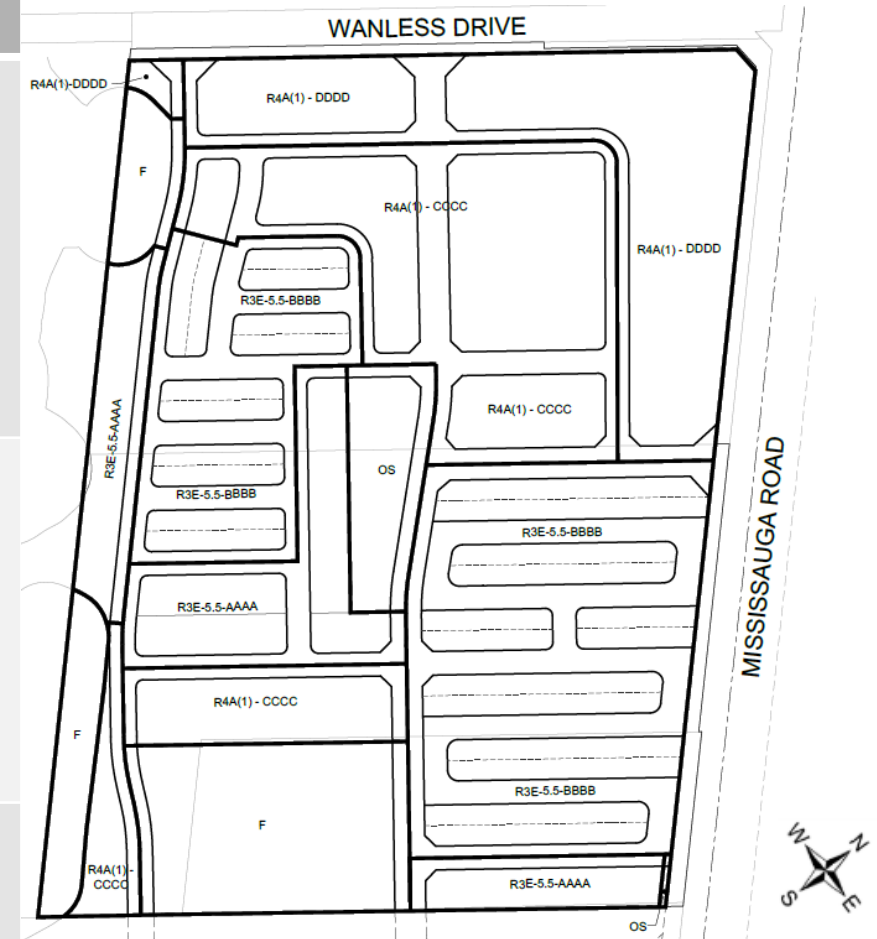 WANLESS DRIVE
R4A(1)-DDDD
R4A(1) - DDDD
F
R4A(1) - CCCC
R4A(1) - DDDD
R3E-5.5-BBBB
R3E-5.5-AAAA
R4A(1) - CCCC
OS
MISSISSAUGA ROAD
R3E-5.5-BBBB
R3E-5.5-BBBB
R3E-5.5-AAAA
R4A(1) - CCCC
F
R3E-5.5-BBBB
F
R4A(1) -
CCCC
R3E-5.5-AAAA
OS
W
N
S
E